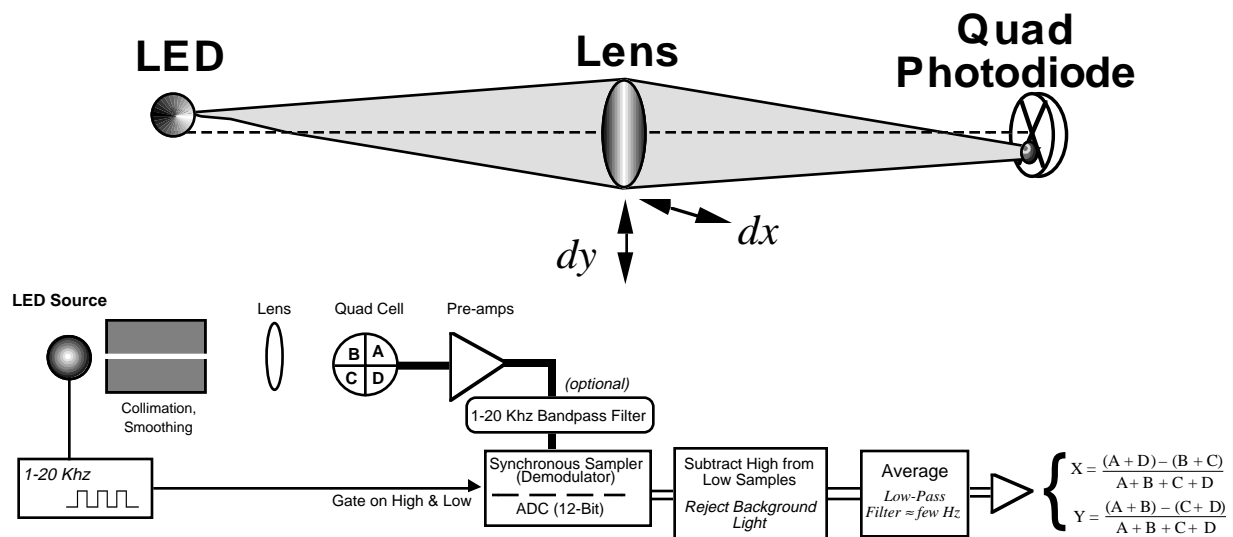 LED
Lens
Quad
Photodiode
dx
dy
LED Source
Lens
Quad Cell
Pre-amps
B A
C D
(optional)
Collimation,
Smoothing
1-20 Khz Bandpass Filter
1-20 Khz
Gate on High & Low
Synchronous Sampler
(Demodulator)
ADC (12-Bit)
Subtract High from
Low Samples
Reject Background
Light
Average
Low-Pass
Filter ≈ few Hz
X = (A + D) – (B + C) / A + B + C + D
Y = (A + B) – (C + D) / A + B + C + D